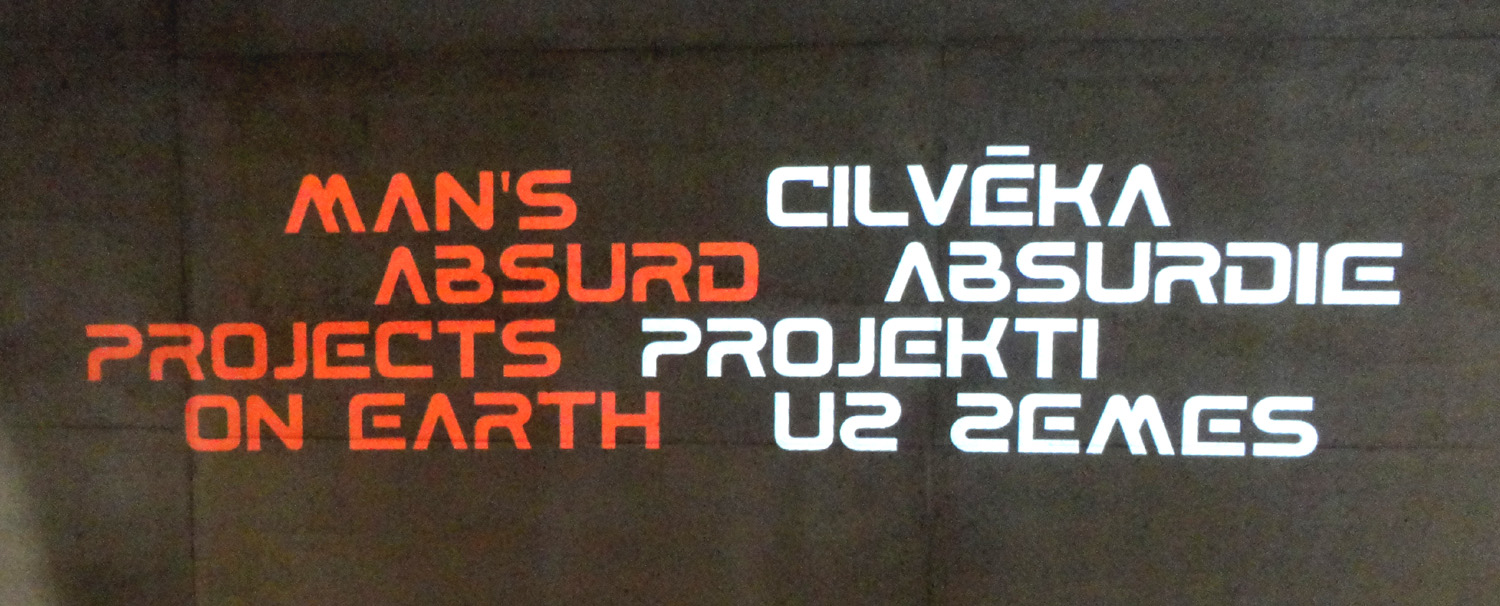 MAN'S
ABSURD
PROJECTS
ON EARTH
CILVĒKA
ABSURDIE
PROJEKTI
UZ ZEMES